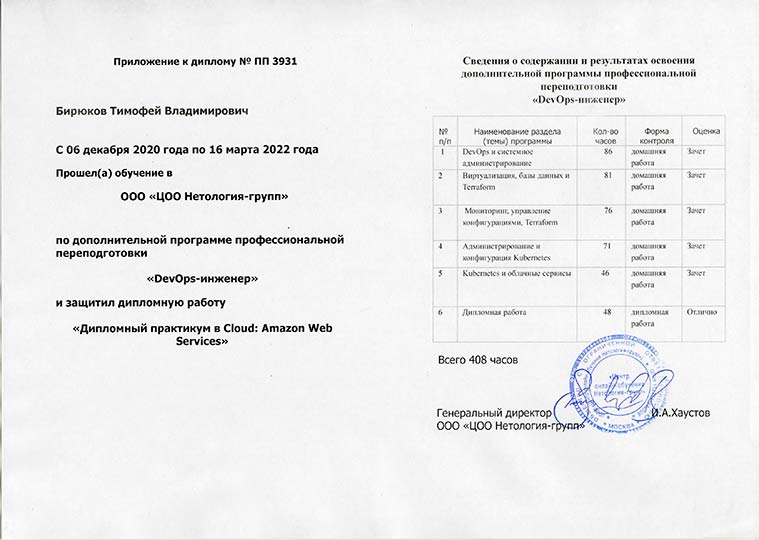 Приложение к диплому № ПП 3931
Бирюков Тимофей Владимирович
С 06 декабря 2020 года по 16 марта 2022 года
Прошел(а) обучение в
ООО «ЦОО Нетология-групп»
по дополнительной программе профессиональной
переподготовки
«DevOps-инженер»
и защитил дипломную работу
«Дипломный практикум в Cloud: Amazon Web
Services»
Сведения о содержании и результатах освоения
дополнительной программы профессиональной
переподготовки
«DevOps-инженер»
№ п/п Наименование раздела (темы) программы Кол-во часов Форма контроля Оценка
1 DevOps и системное администрирование 86 домашняя работа Зачет
2 Виртуализация, базы данных и Terraform 81 домашняя работа Зачет
3 Мониторинг, управление конфигурациями, Terraform 76 домашняя работа Зачет
4 Администрирование и конфигурация Kubernetes 71 домашняя работа Зачет
5 Kubernetes и облачные сервисы 46 домашняя работа Зачет
6 Дипломная работа 48 дипломная работа Отлично
Всего 408 часов
«Центр
онлайн-обучения
Нетология-групп»
МОСКВА
Генеральный директор И.А.Хаустов
ООО «ЦОО Нетология-групп»